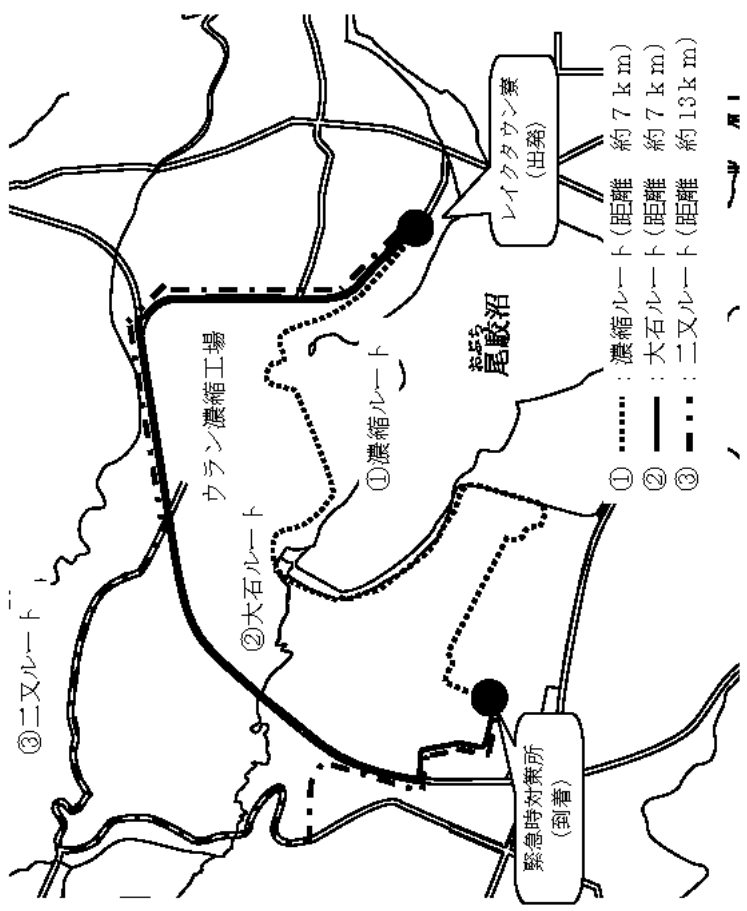 ③二又ルート
②大石ルート
ウラン濃縮工場
①濃縮ルート
おぶち
尾駮沼
レイクタウン寮
(出発)
緊急時対策所
(到着)
①:濃縮ルート(距離 約7km)
②:大石ルート(距離 約7km)
③:二又ルート(距離 約13km)